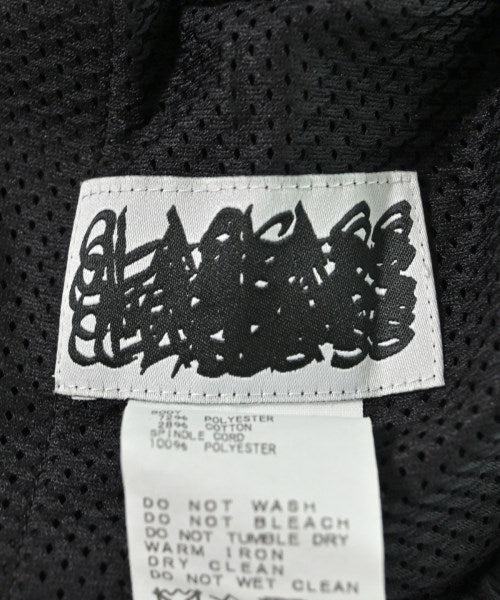 BODY
72% POLYESTER
28% COTTON
SPINDLE CORD
100% POLYESTER
DO NOT WASH
DO NOT BLEACH
DO NOT TUMBLE DRY
WARM IRON
DRY CLEAN
DO NOT WET CLEAN